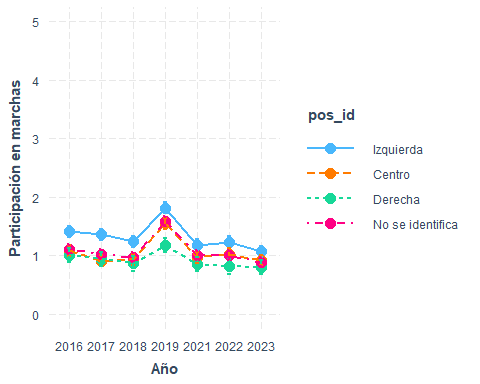 5
4
3
2
1
0
Participación en marchas
2016 2017 2018 2019 2021 2022 2023
Año
pos_id
Izquierda
Centro
Derecha
No se identifica